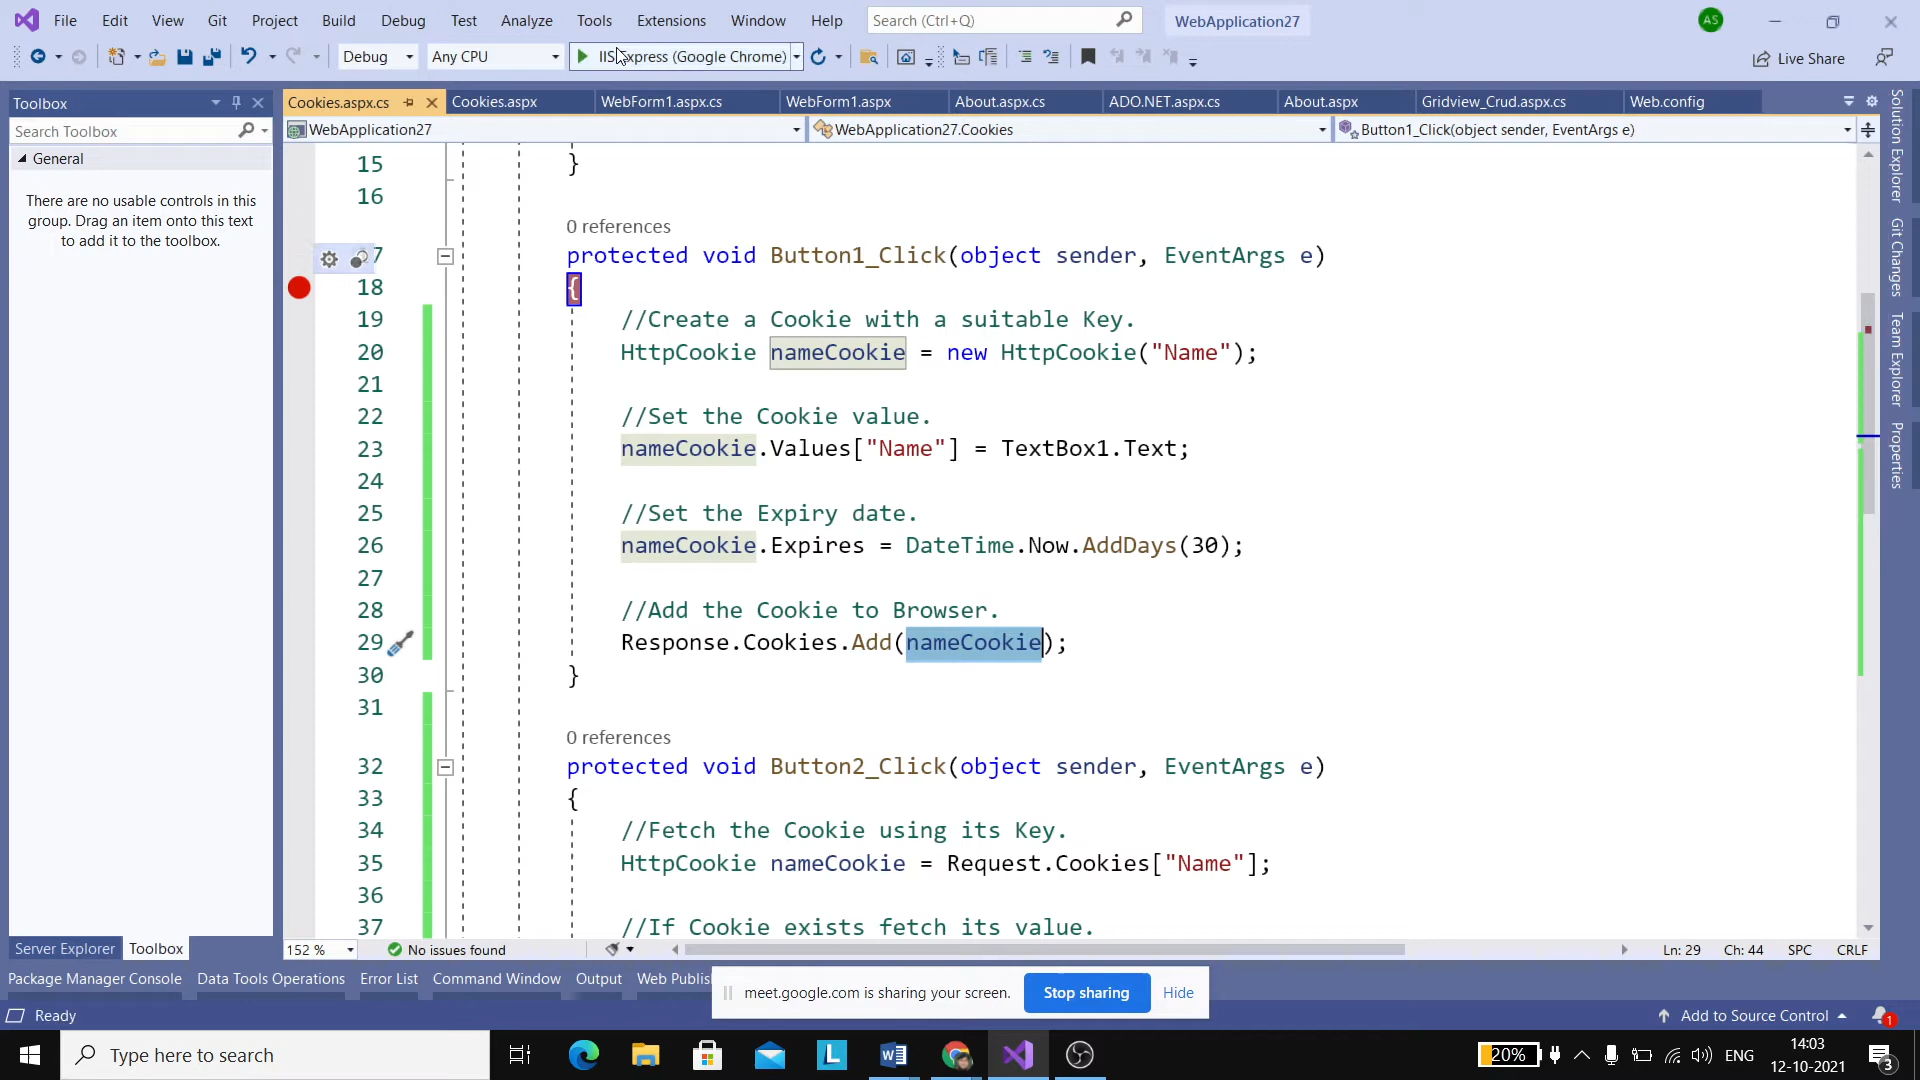 File Edit View Git Project Build Debug Test Analyze Tools Extensions Window Help Search (Ctrl+Q) WebApplication27 AS
Debug Any CPU IIS Express (Google Chrome) Live Share
Toolbox
Search Toolbox
General
There are no usable controls in this
group. Drag an item onto this text
to add it to the toolbox.
Server Explorer Toolbox
Cookies.aspx.cs Cookies.aspx WebForm1.aspx.cs WebForm1.aspx About.aspx.cs ADO.NET.aspx.cs About.aspx Gridview_Crud.aspx.cs Web.config
WebApplication27 WebApplication27.Cookies Button1_Click(object sender, EventArgs e)
15 }
16
0 references
7 protected void Button1_Click(object sender, EventArgs e)
18 {
19 //Create a Cookie with a suitable Key.
20 HttpCookie nameCookie = new HttpCookie("Name");
21
22 //Set the Cookie value.
23 nameCookie.Values["Name"] = TextBox1.Text;
24
25 //Set the Expiry date.
26 nameCookie.Expires = DateTime.Now.AddDays(30);
27
28 //Add the Cookie to Browser.
29 Response.Cookies.Add(nameCookie);
30 }
31
0 references
32 protected void Button2_Click(object sender, EventArgs e)
33 {
34 //Fetch the Cookie using its Key.
35 HttpCookie nameCookie = Request.Cookies["Name"];
36
37 //If Cookie exists fetch its value.
152 % No issues found Ln: 29 Ch: 44 SPC CRLF
Solution Explorer
Git Changes
Team Explorer
Properties
Package Manager Console Data Tools Operations Error List Command Window Output Web Publis
meet.google.com is sharing your screen. Stop sharing Hide
Ready Add to Source Control 1
Type here to search L W 20% ENG 14:03
12-10-2021 3